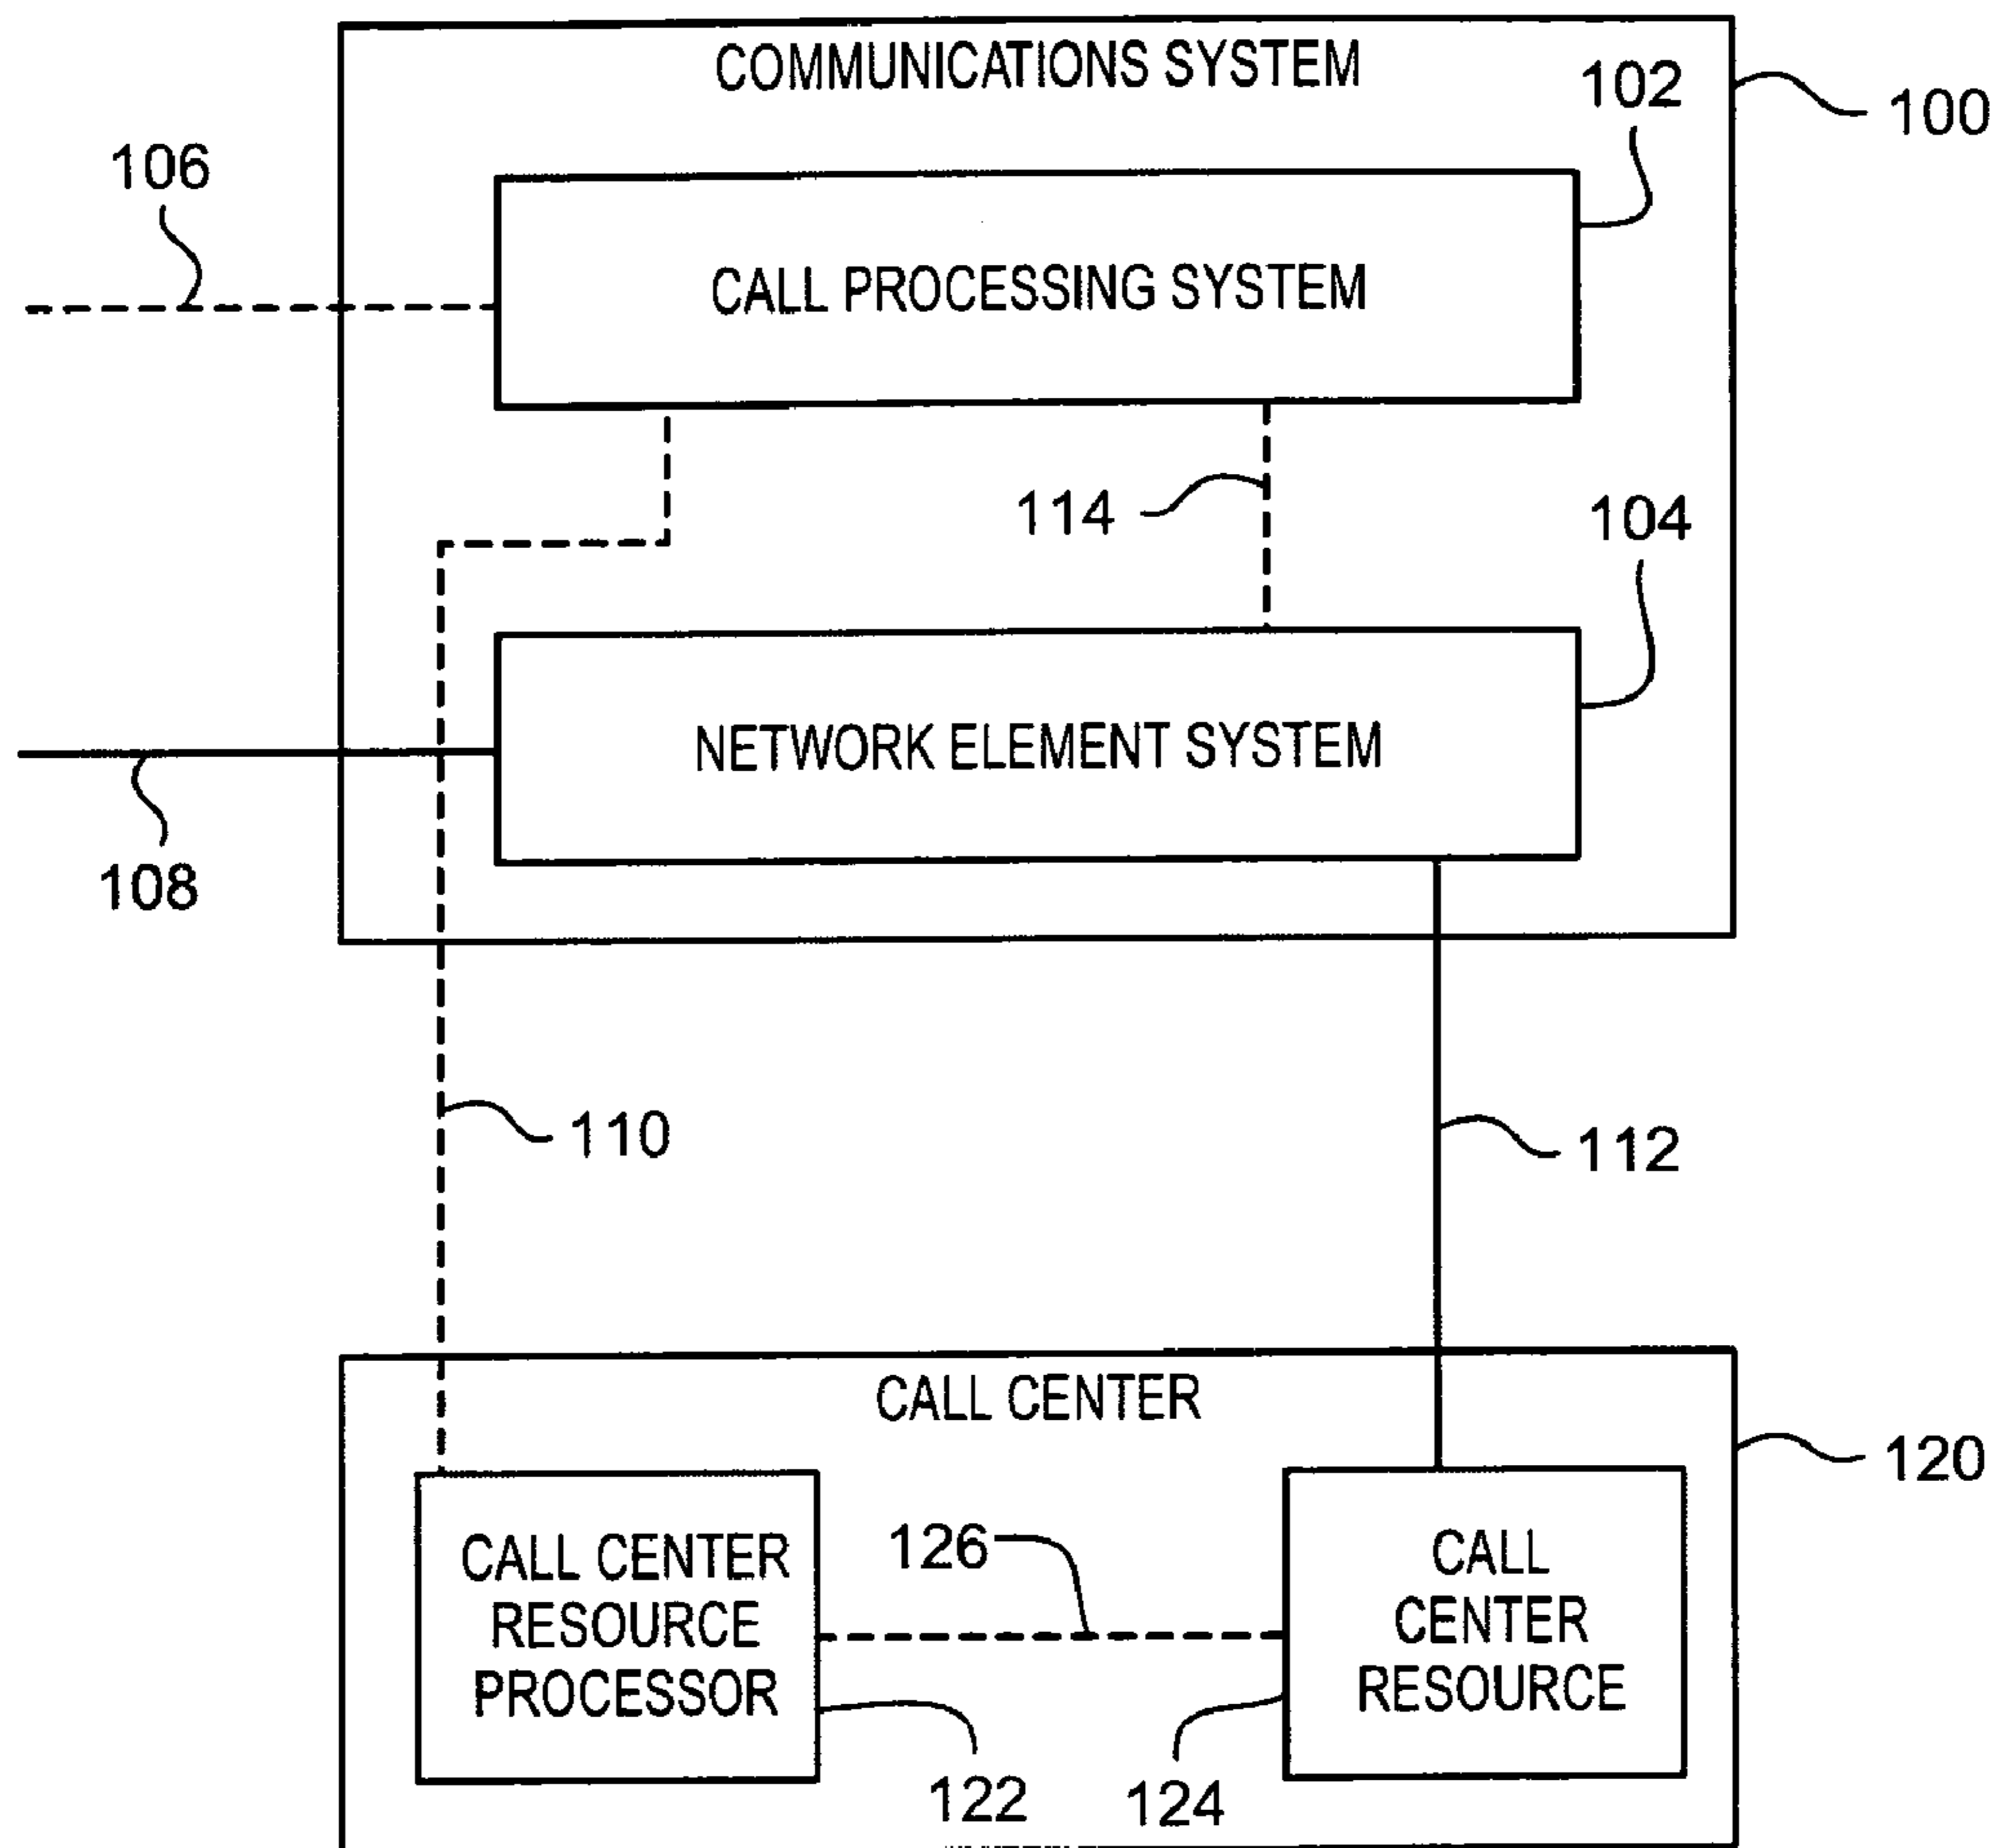 COMMUNICATIONS SYSTEM
102
100
106
CALL PROCESSING SYSTEM
114
104
NETWORK ELEMENT SYSTEM
108
110
112
CALL CENTER
120
CALL CENTER
RESOURCE
PROCESSOR
126
CALL
CENTER
RESOURCE
122
124